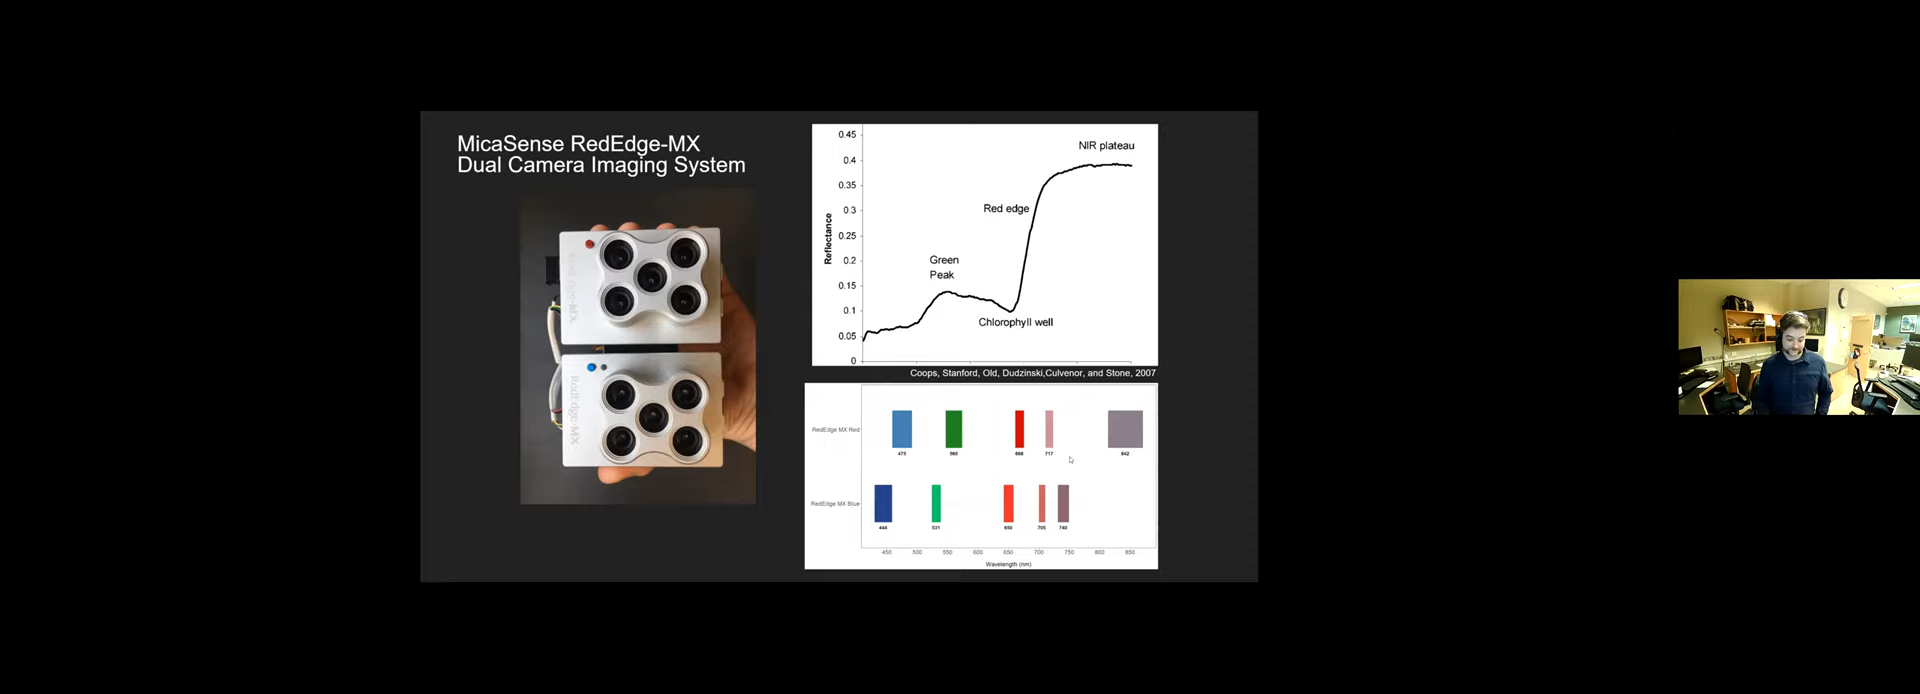 MicaSense RedEdge-MX
Dual Camera Imaging System
RedEdge-MX
0.45
0.4
0.35
0.3
0.25
0.2
0.15
0.1
0.05
0
Reflectance
NIR plateau
Red edge
Green
Peak
Chlorophyll well
Coops, Stanford, Old, Dudzinski,Culvenor, and Stone, 2007
RedEdge MX Red
475
560
668
717
842
RedEdge MX Blue
444
531
650
705
740
450
500
550
600
650
700
750
800
850
Wavelength (nm)